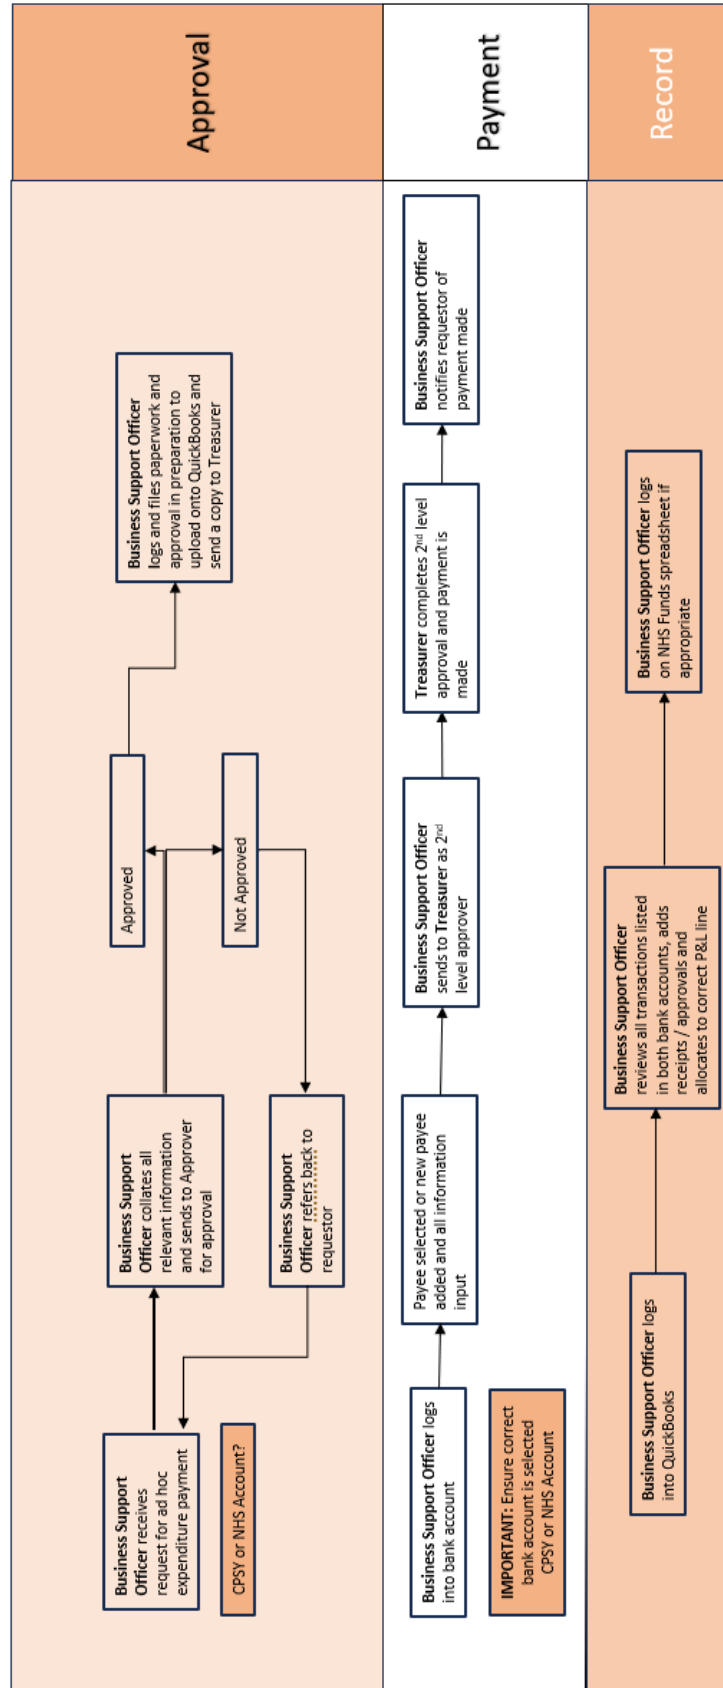 Approval
Business Support
Officer receives
request for ad hoc
expenditure payment
CPSY or NHS Account?
Business Support
Officer collates all
relevant information
and sends to Approver
for approval
Approved
Not Approved
Business Support
Officer refers back to
requestor
Business Support Officer
logs and files paperwork and
approval in preparation to
upload onto QuickBooks and
send a copy to Treasurer
Payment
Business Support Officer logs
into bank account
IMPORTANT: Ensure correct
bank account is selected
CPSY or NHS Account
Payee selected or new payee
added and all information
input
Business Support Officer
sends to Treasurer as 2nd
level approver
Treasurer completes 2nd level
approval and payment is
made
Business Support Officer
notifies requestor of
payment made
Record
Business Support Officer logs
into QuickBooks
Business Support Officer
reviews all transactions listed
in both bank accounts, adds
receipts / approvals and
allocates to correct P&L line
Business Support Officer logs
on NHS Funds spreadsheet if
appropriate